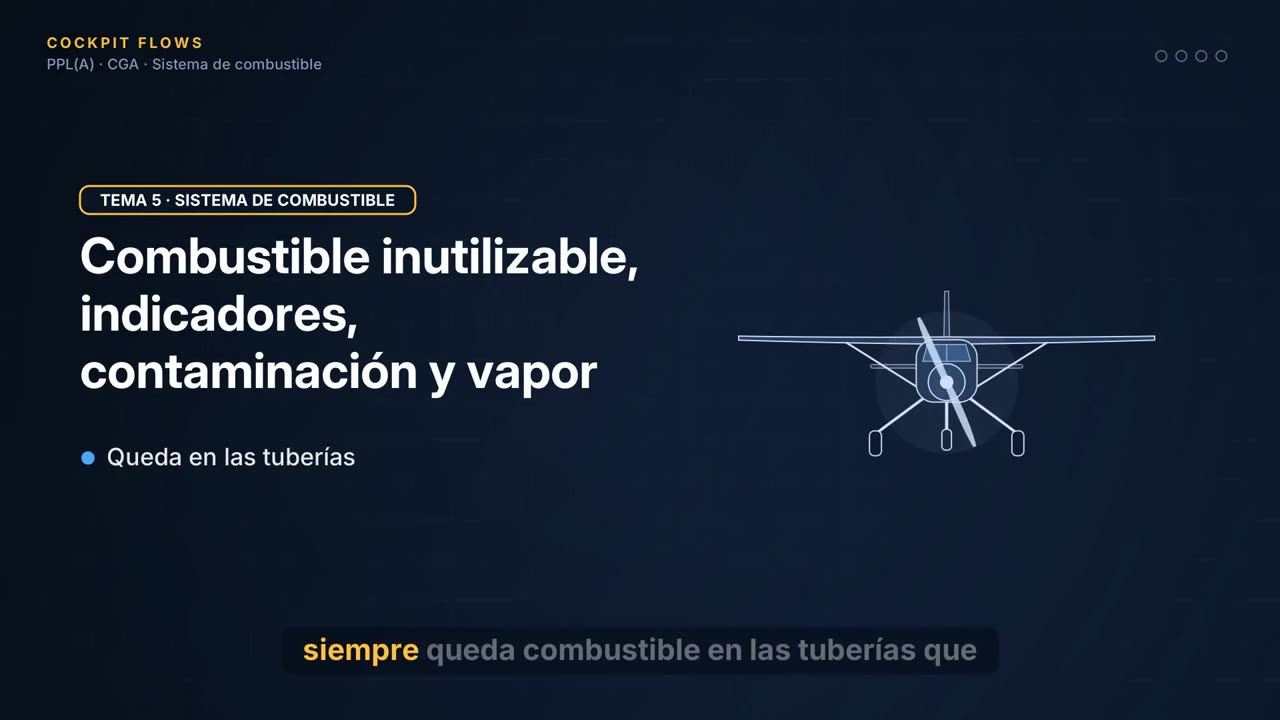 COCKPIT FLOWS
PPL(A) · CGA · Sistema de combustible
TEMA 5 · SISTEMA DE COMBUSTIBLE
Combustible inutilizable,
indicadores,
contaminación y vapor
Queda en las tuberías
siempre queda combustible en las tuberías que